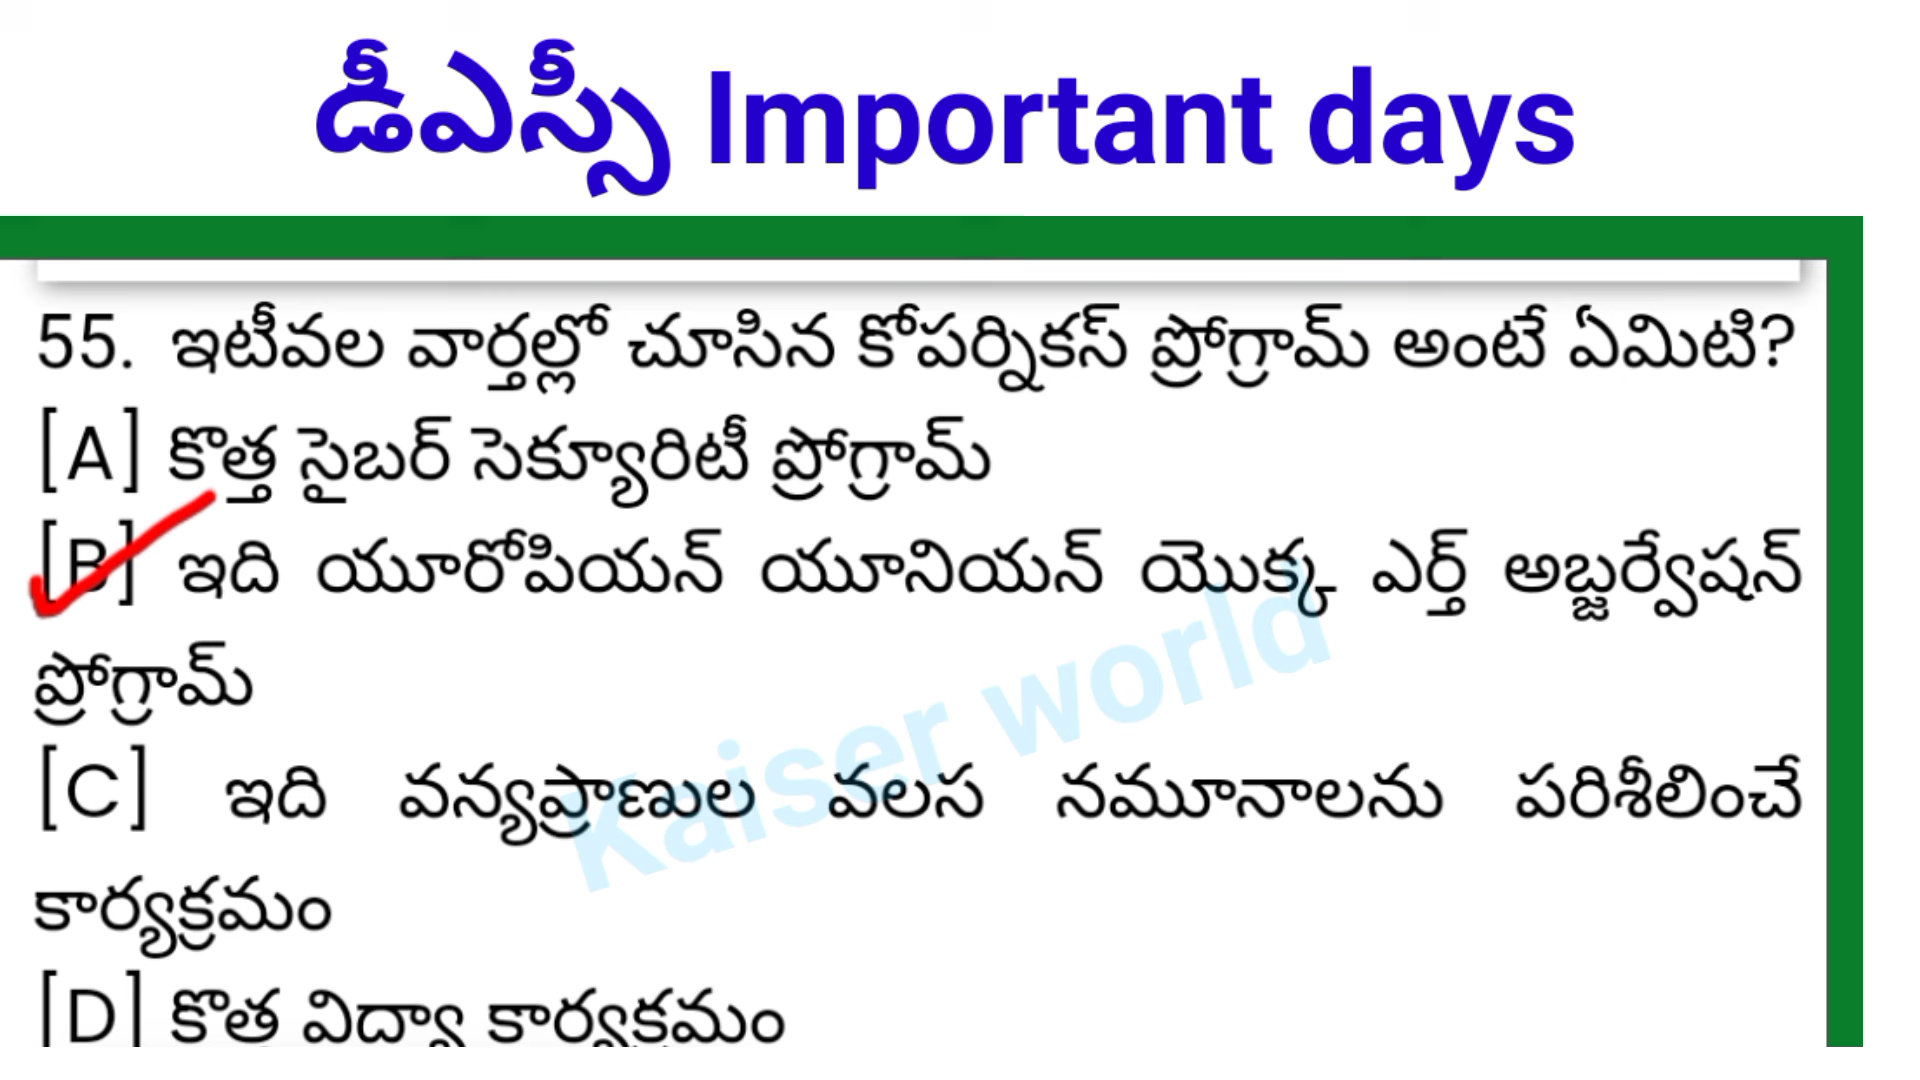 డీఎస్సీ Important days
55. ఇటీవల వార్తల్లో చూసిన కోపర్నికస్ ప్రోగ్రామ్ అంటే ఏమిటి?
[A] కొత్త సైబర్ సెక్యూరిటీ ప్రోగ్రామ్
[B] ఇది యూరోపియన్ యూనియన్ యొక్క ఎర్త్ అబ్జర్వేషన్
ప్రోగ్రామ్
Kaiser world
[C] ఇది వన్యప్రాణుల వలస నమూనాలను పరిశీలించే
కార్యక్రమం
[D] కొత్త విద్యా కార్యక్రమం